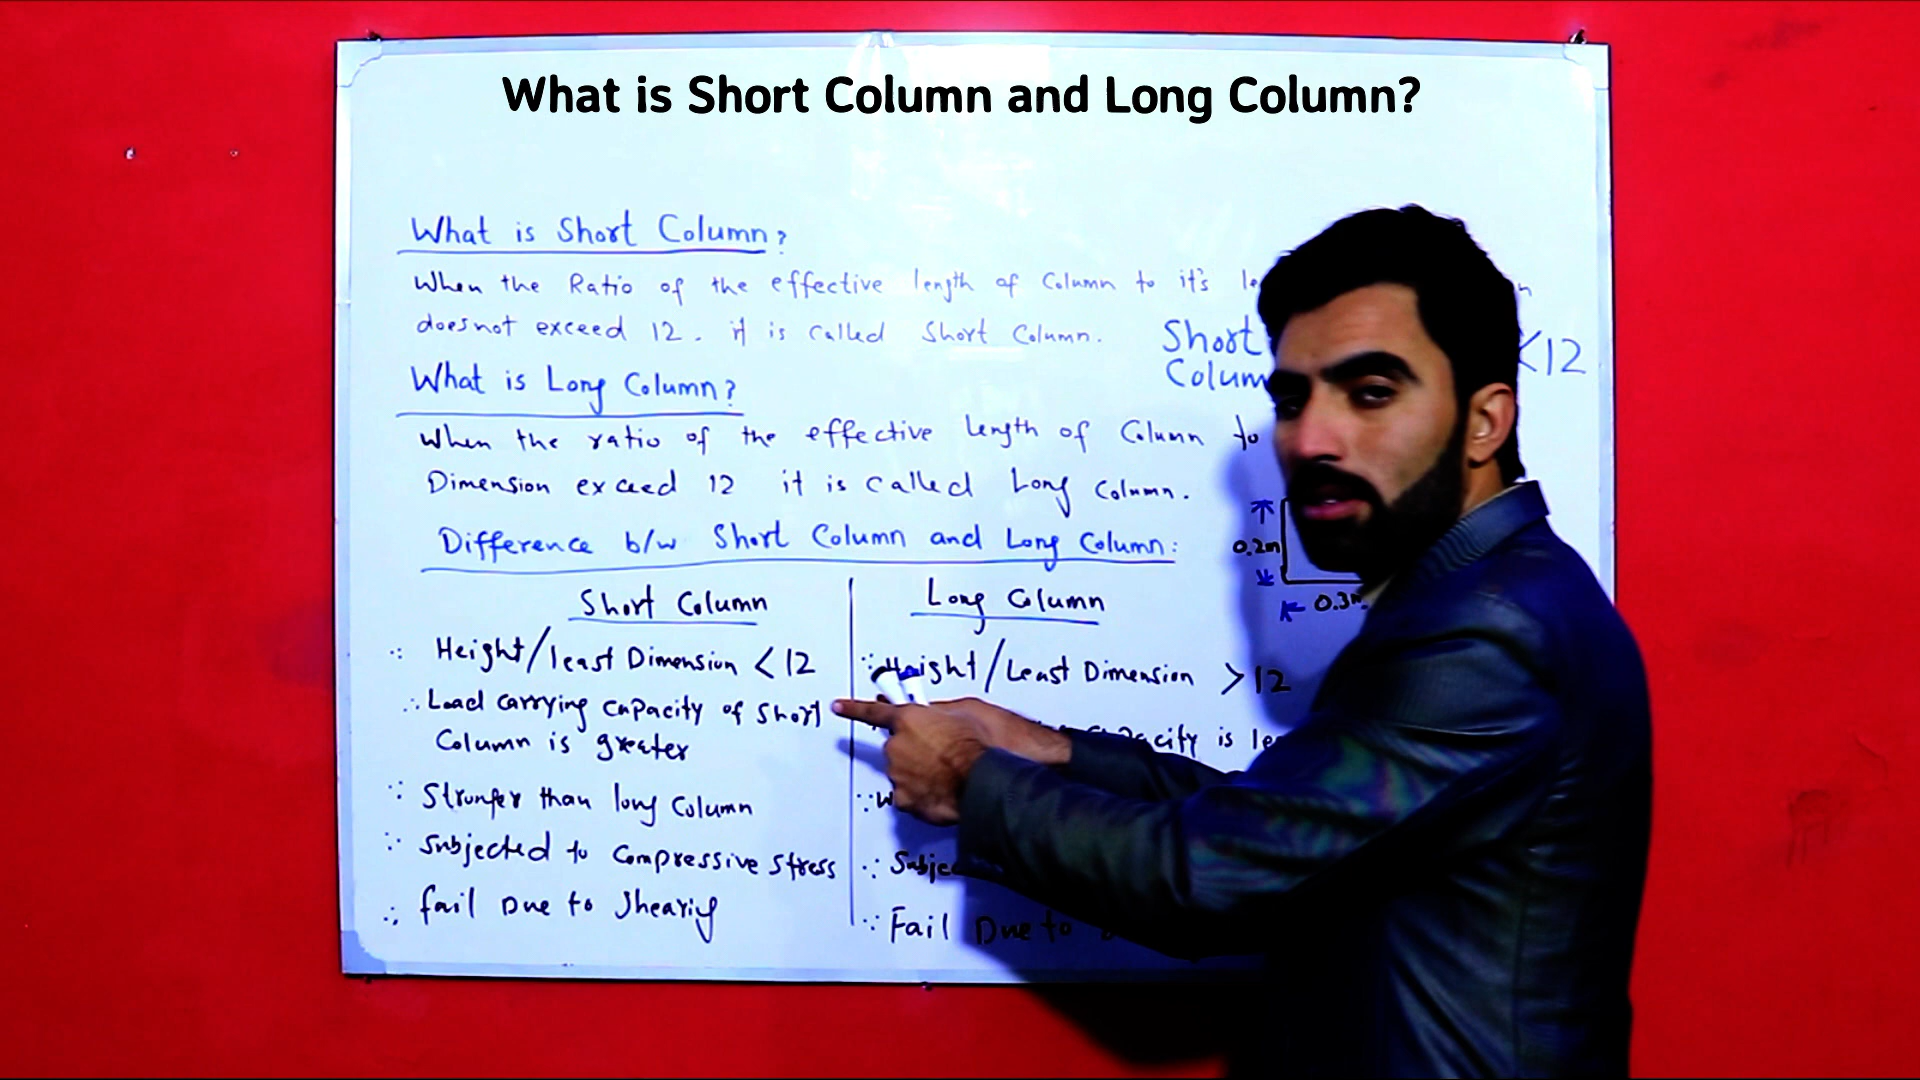 What is Short Column and Long Column?
What is Short Column?
When the Ratio of the effective length of Column to it's
doesnot exceed 12. it is called Short Column.
Short
Colum
<12
What is Long Column?
When the ratio of the effective length of Column to
Dimension exceed 12 it is called Long Column.
0.2m
0.3m
Difference b/w Short Column and Long Column:
Short Column
∵ Height/least Dimension < 12
∴ Load carrying capacity of short
Column is greater
∵ Stronger than long Column
∵ Subjected to Compressive stress
∴ fail Due to Shearing
Long Column
∵ Height/Least Dimension > 12
capacity is
∴ Subjec
∵ Fail Due to